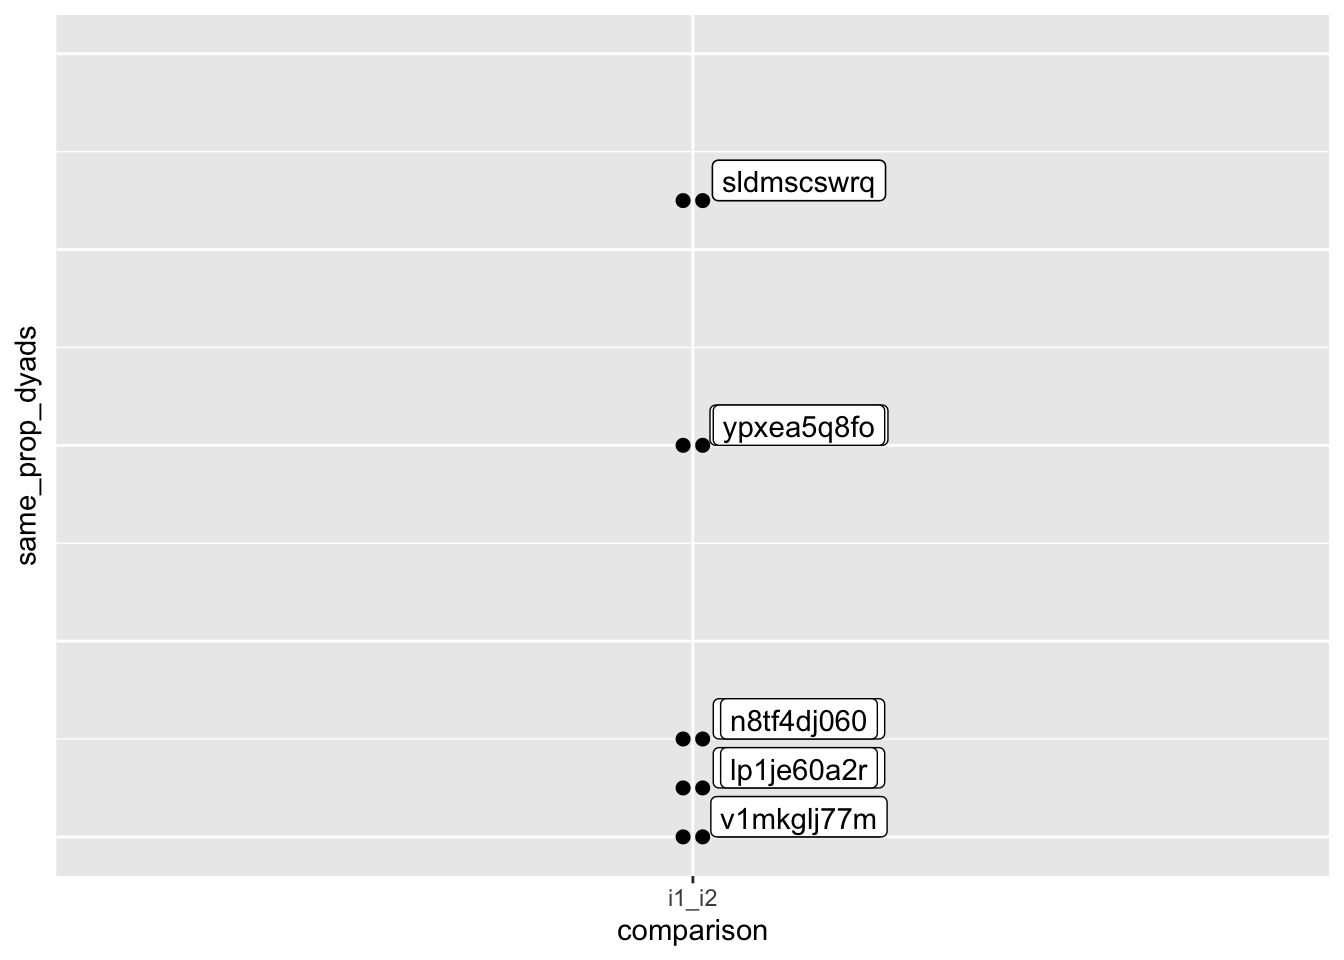 sldmscswrq
ypxea5q8fo
same_prop_dyads
n8tf4dj060
lp1je60a2r
v1mkglj77m
i1_i2
comparison